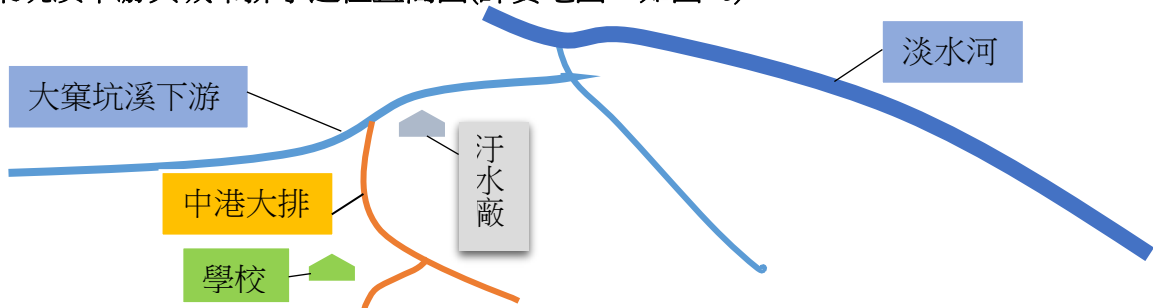 淡水河
大窠坑溪下游
汙水廠
中港大排
學校